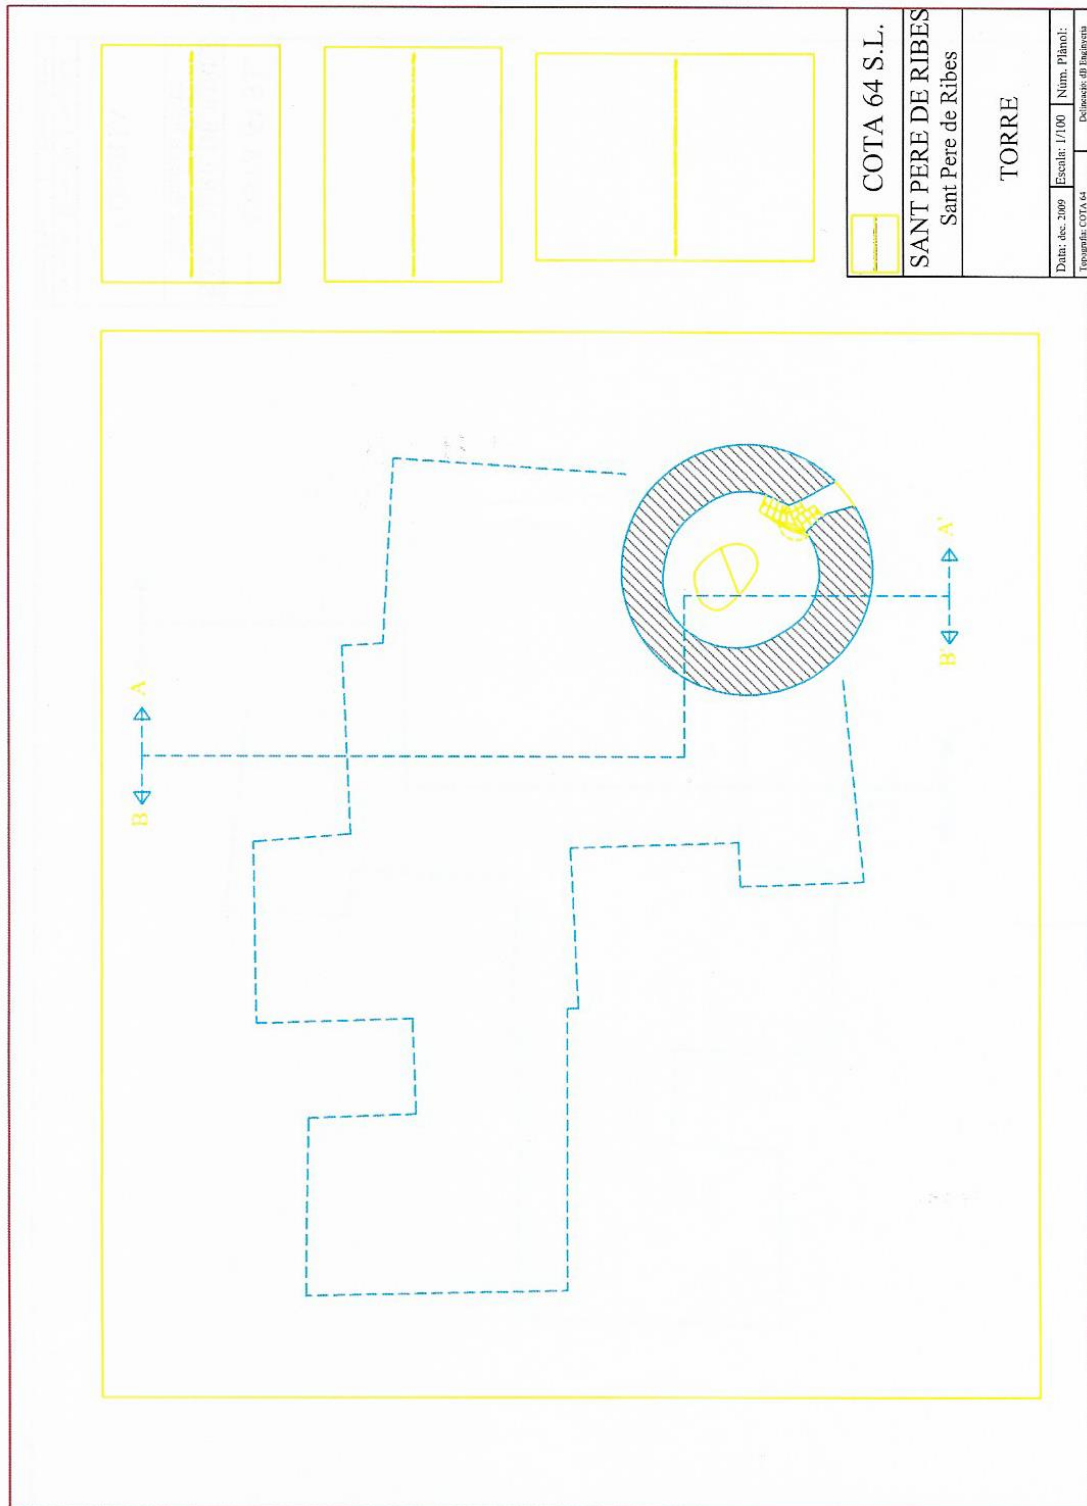 COTA 64 S.L.
SANT PERE DE RIBES
Sant Pere de Ribes
TORRE
Data: dec. 2009
Escala: 1/100
Núm. Plànol:
Topografia: COTA 64
Delineació: dB Enginyeria
B
A
B'
A'